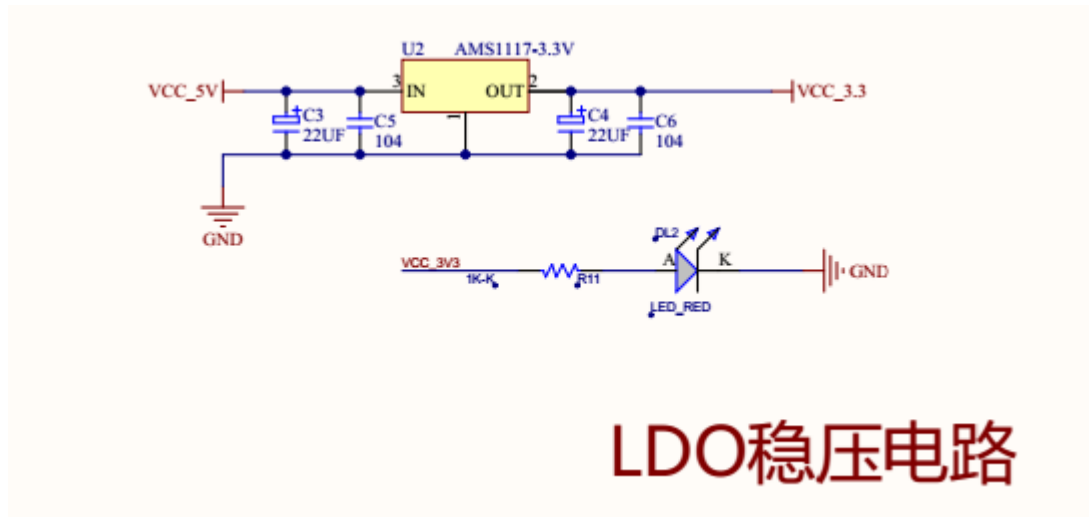 U2 AMS1117-3.3V
VCC_5V 3 IN OUT 2 VCC_3.3
1
C3 C5 C4 C6
22UF 104 22UF 104
GND
DL2
VCC_3V3 A K GND
1K-K R11
LED_RED
LDO稳压电路